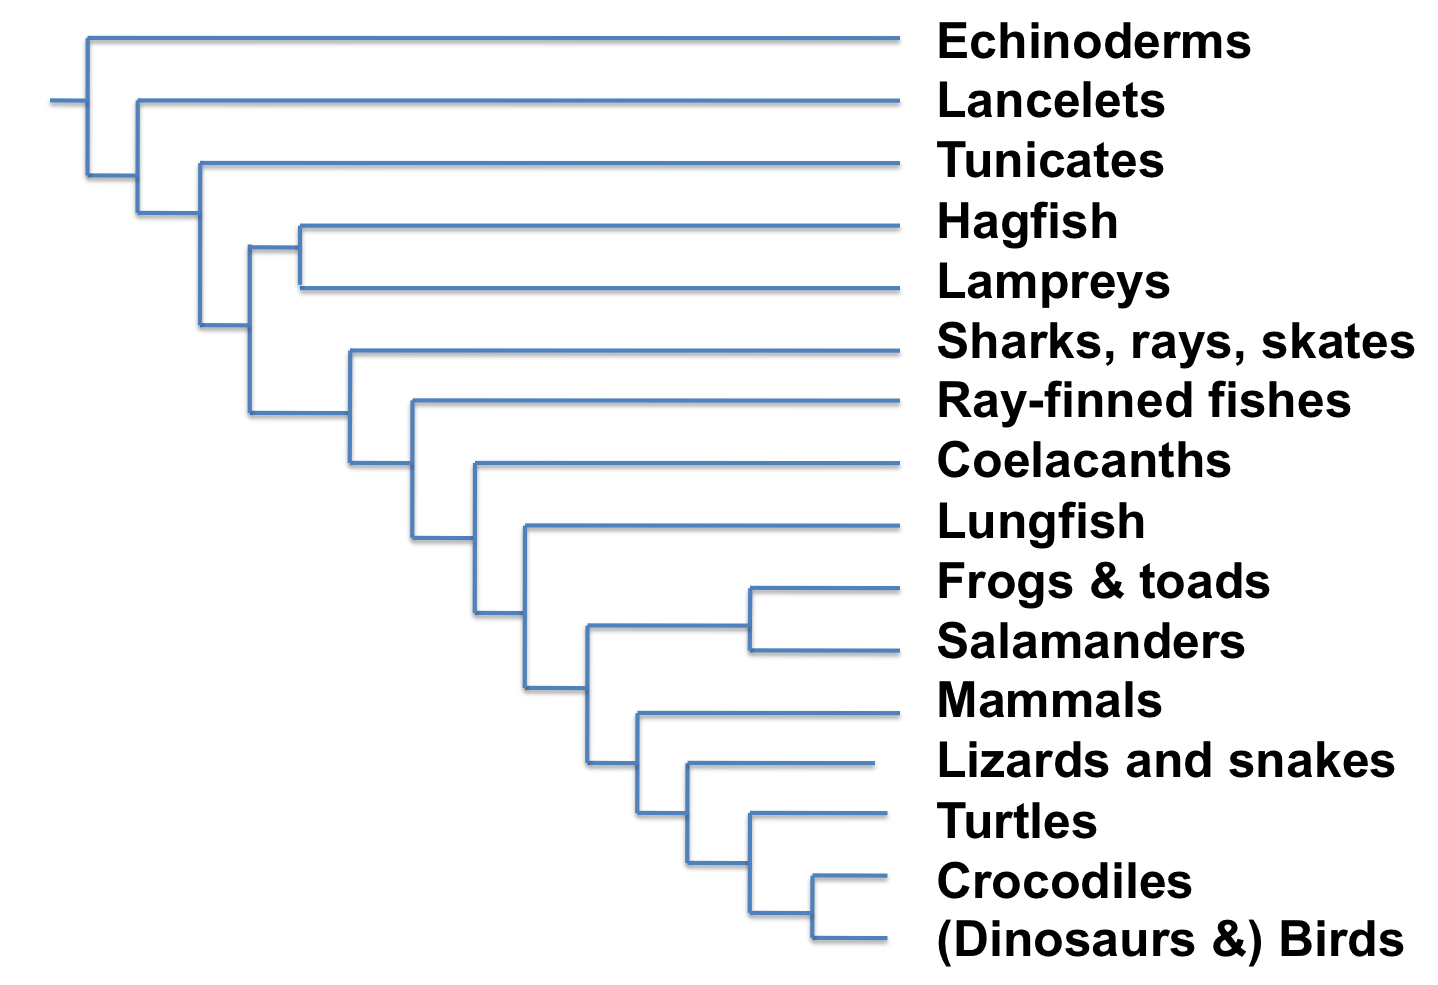 Echinoderms
Lancelets
Tunicates
Hagfish
Lampreys
Sharks, rays, skates
Ray-finned fishes
Coelacanths
Lungfish
Frogs & toads
Salamanders
Mammals
Lizards and snakes
Turtles
Crocodiles
(Dinosaurs &) Birds